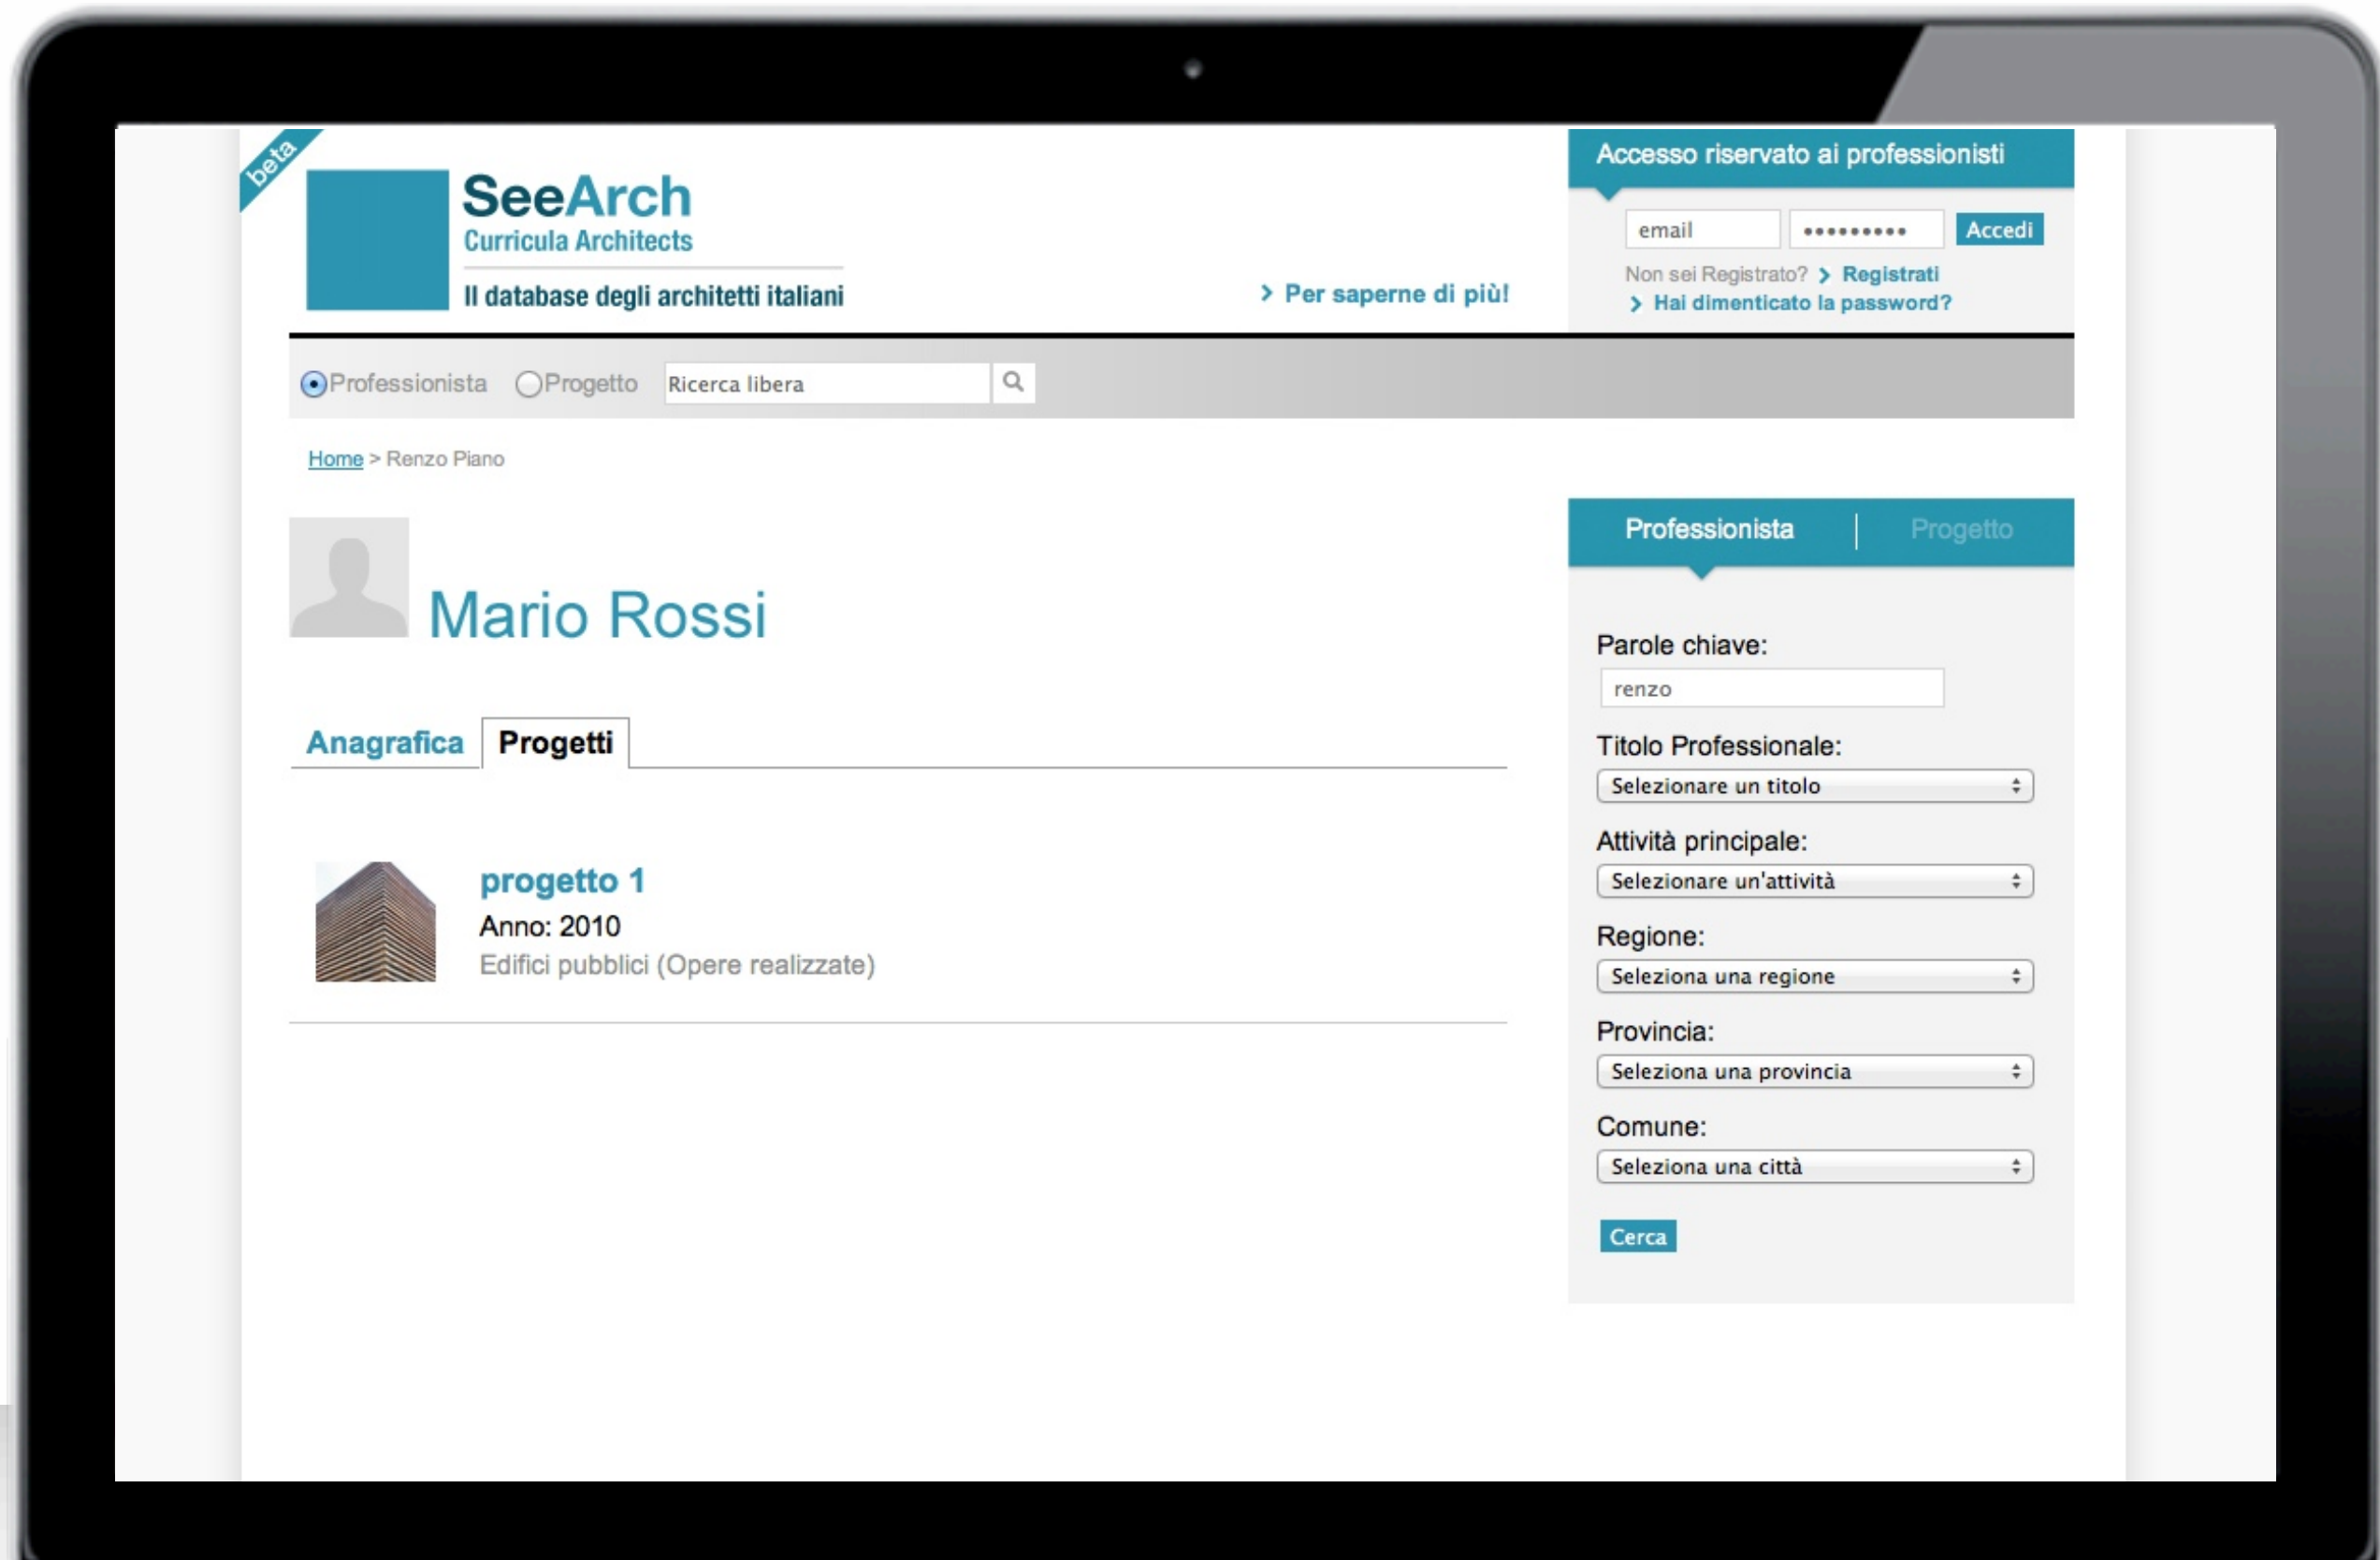 beta
SeeArch
Curricula Architects
Il database degli architetti italiani
> Per saperne di più!
Accesso riservato ai professionisti
email ••••••••• Accedi
Non sei Registrato? > Registrati
> Hai dimenticato la password?
Professionista Progetto Ricerca libera
Home > Renzo Piano
Mario Rossi
Anagrafica Progetti
progetto 1
Anno: 2010
Edifici pubblici (Opere realizzate)
Professionista | Progetto
Parole chiave:
renzo
Titolo Professionale:
Selezionare un titolo
Attività principale:
Selezionare un'attività
Regione:
Seleziona una regione
Provincia:
Seleziona una provincia
Comune:
Seleziona una città
Cerca